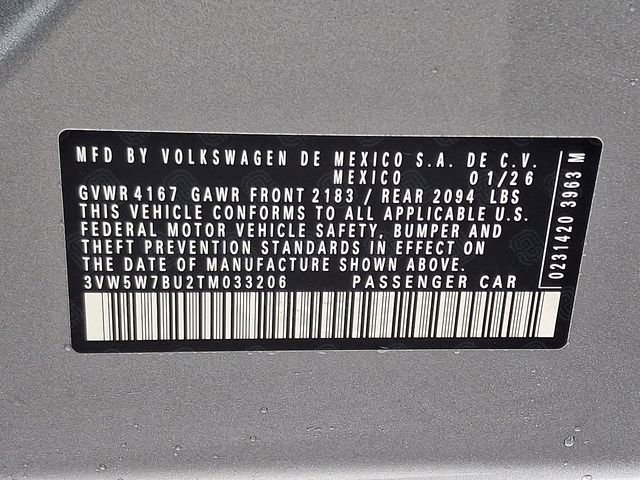 MFD BY VOLKSWAGEN DE MEXICO S.A. DE C.V.
MEXICO 01/26
GVWR 4167 GAWR FRONT 2183 / REAR 2094 LBS
THIS VEHICLE CONFORMS TO ALL APPLICABLE U.S.
FEDERAL MOTOR VEHICLE SAFETY, BUMPER AND
THEFT PREVENTION STANDARDS IN EFFECT ON
THE DATE OF MANUFACTURE SHOWN ABOVE.
3VW5W7BU2TM033206 PASSENGER CAR
0231420 3963 M